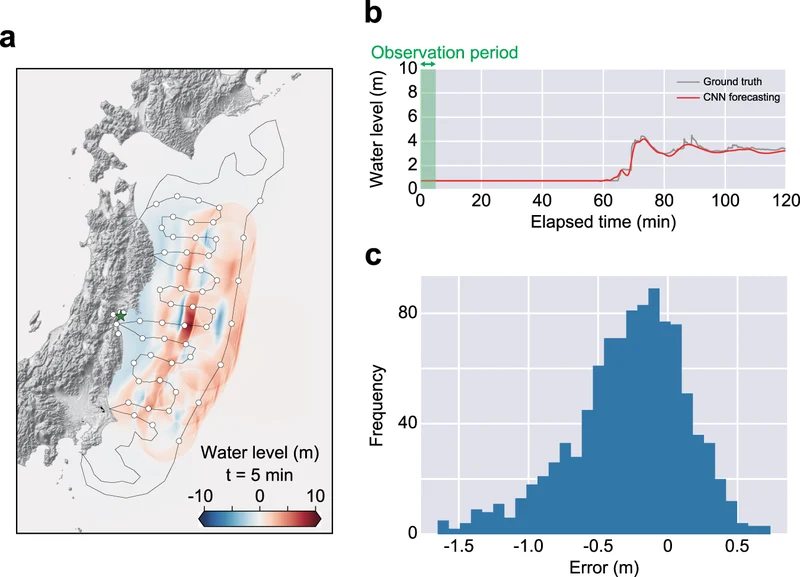 a
Water level (m)
t = 5 min
-10 0 10
b
Observation period
Water level (m)
10
8
6
4
2
0
Ground truth
CNN forecasting
0 20 40 60 80 100 120
Elapsed time (min)
c
Frequency
80
40
0
-1.5 -1.0 -0.5 0 0.5
Error (m)